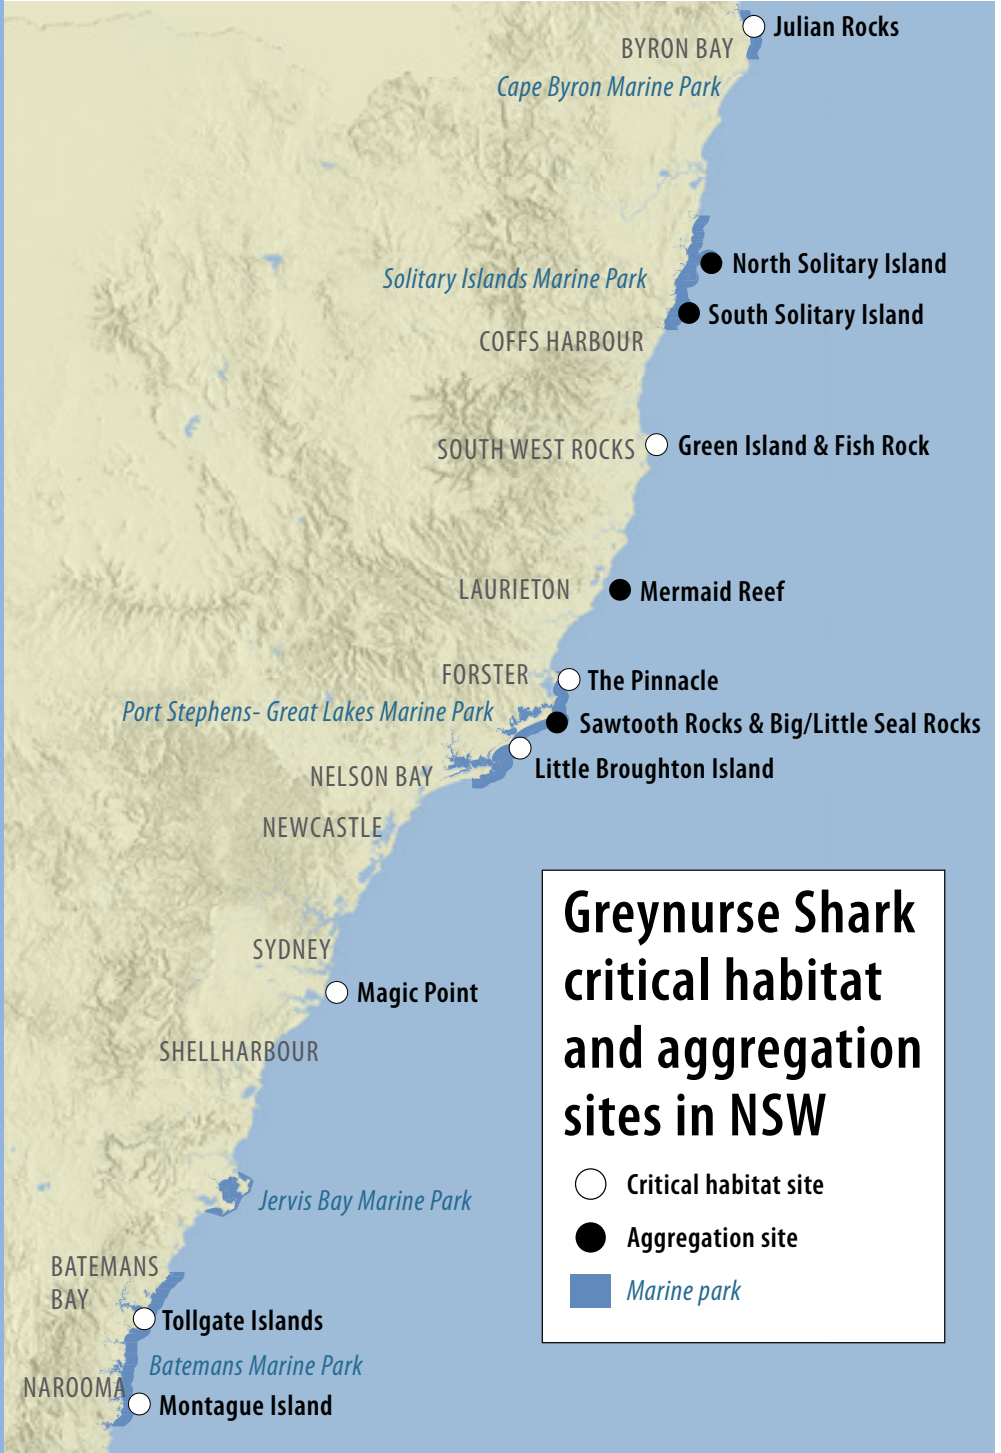 Julian Rocks
BYRON BAY
Cape Byron Marine Park
North Solitary Island
Solitary Islands Marine Park
South Solitary Island
COFFS HARBOUR
SOUTH WEST ROCKS
Green Island & Fish Rock
LAURIETON
Mermaid Reef
FORSTER
The Pinnacle
Port Stephens- Great Lakes Marine Park
Sawtooth Rocks & Big/Little Seal Rocks
Little Broughton Island
NELSON BAY
NEWCASTLE
SYDNEY
Magic Point
SHELLHARBOUR
Jervis Bay Marine Park
BATEMANS
BAY
Tollgate Islands
Batemans Marine Park
NAROOMA
Montague Island
Greynurse Shark
critical habitat
and aggregation
sites in NSW
Critical habitat site
Aggregation site
Marine park